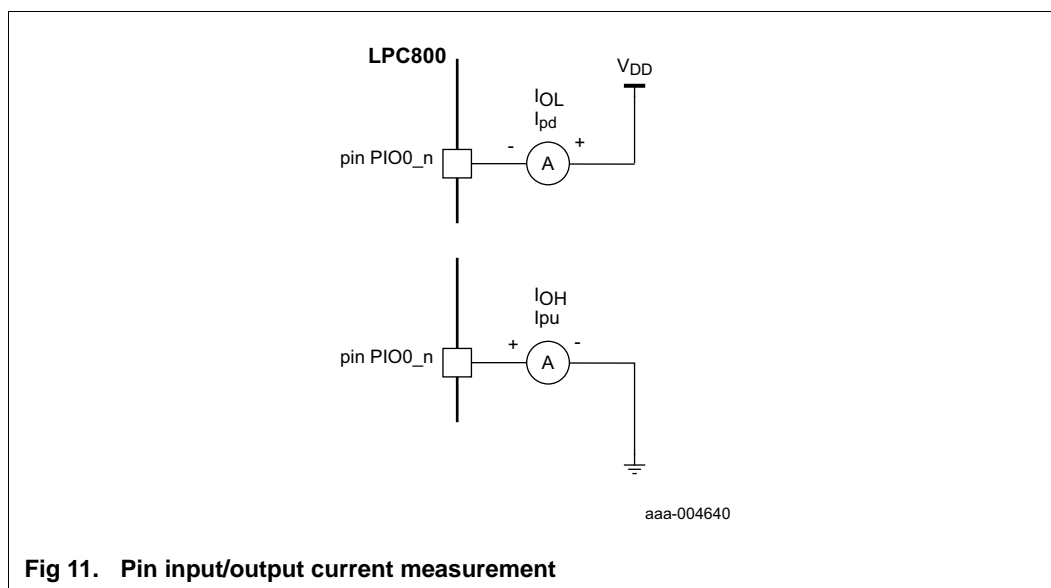 LPC800
VDD
IOL
Ipd
- +
pin PIO0_n
A
IOH
Ipu
+ -
pin PIO0_n
A
aaa-004640
Fig 11. Pin input/output current measurement